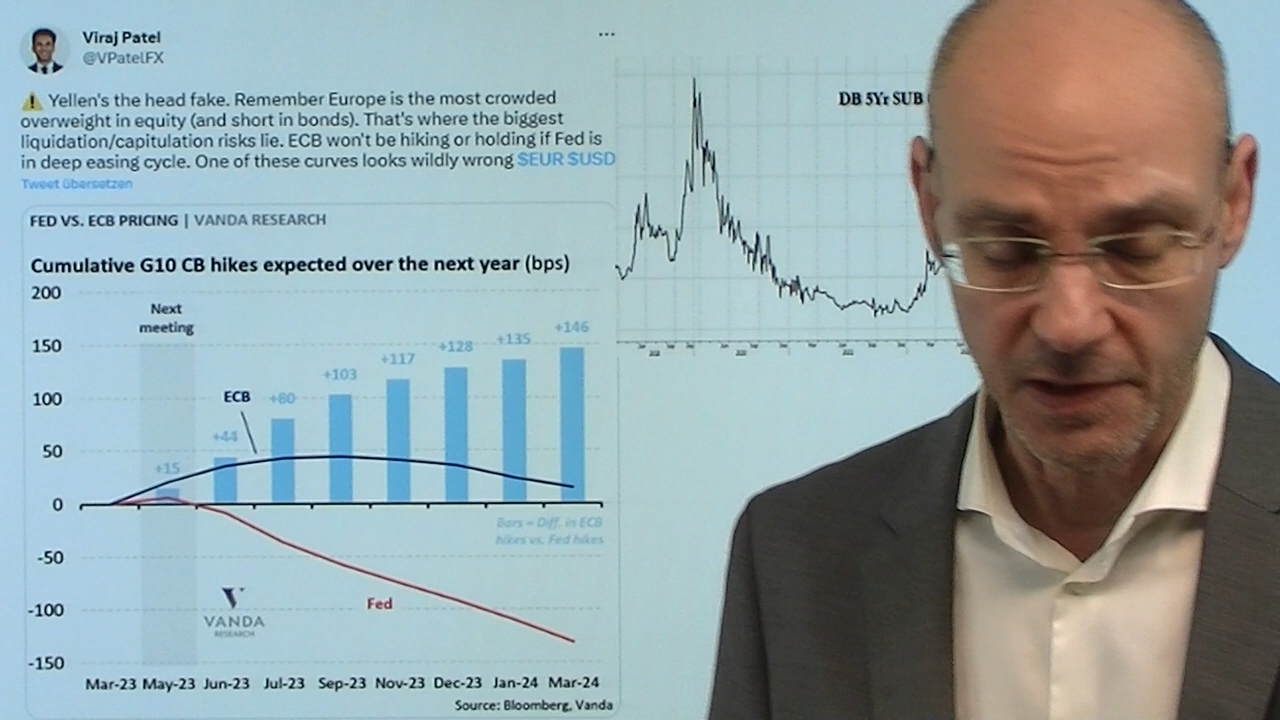 Viraj Patel
@VPatelFX
...
⚠ Yellen's the head fake. Remember Europe is the most crowded
overweight in equity (and short in bonds). That's where the biggest
liquidation/capitulation risks lie. ECB won't be hiking or holding if Fed is
in deep easing cycle. One of these curves looks wildly wrong $EUR $USD
Tweet übersetzen
FED VS. ECB PRICING | VANDA RESEARCH
Cumulative G10 CB hikes expected over the next year (bps)
200
150
100
50
0
-50
-100
-150
Next
meeting
ECB
+15
+44
+80
+103
+117
+128
+135
+146
Bars = Diff. in ECB
hikes vs. Fed hikes
Fed
V
VANDA
RESEARCH
Mar-23 May-23 Jun-23 Jul-23 Sep-23 Nov-23 Dec-23 Jan-24 Mar-24
Source: Bloomberg, Vanda
DB 5Yr SUB